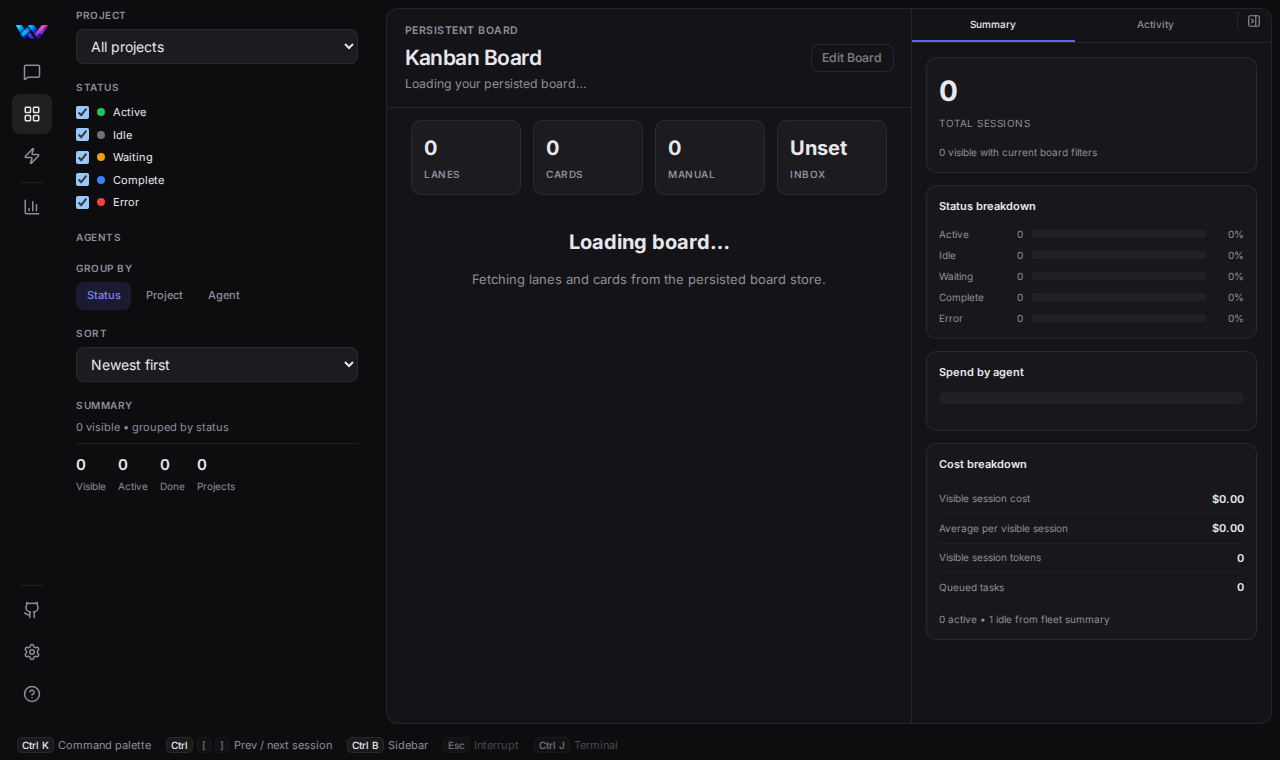 PROJECT
All projects
STATUS
Active
Idle
Waiting
Complete
Error
AGENTS
GROUP BY
Status Project Agent
SORT
Newest first
SUMMARY
0 visible • grouped by status
0 0 0 0
Visible Active Done Projects
PERSISTENT BOARD
Kanban Board
Edit Board
Loading your persisted board...
0 0 0 Unset
LANES CARDS MANUAL INBOX
Loading board...
Fetching lanes and cards from the persisted board store.
Summary Activity
0
TOTAL SESSIONS
0 visible with current board filters
Status breakdown
Active 0 0%
Idle 0 0%
Waiting 0 0%
Complete 0 0%
Error 0 0%
Spend by agent
Cost breakdown
Visible session cost $0.00
Average per visible session $0.00
Visible session tokens 0
Queued tasks 0
0 active • 1 idle from fleet summary
Ctrl K Command palette Ctrl [ ] Prev / next session Ctrl B Sidebar Esc Interrupt Ctrl J Terminal